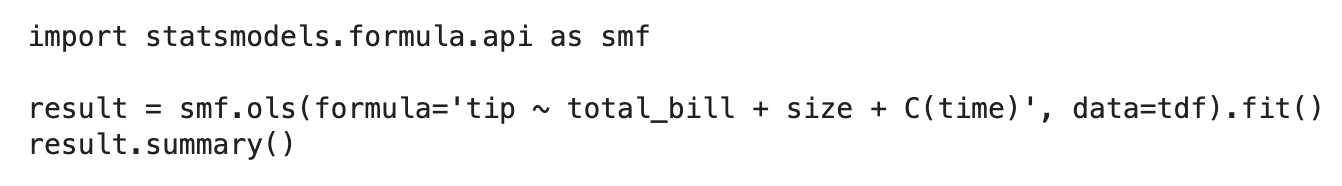 import statsmodels.formula.api as smf
result = smf.ols(formula='tip ~ total_bill + size + C(time)', data=tdf).fit()
result.summary()